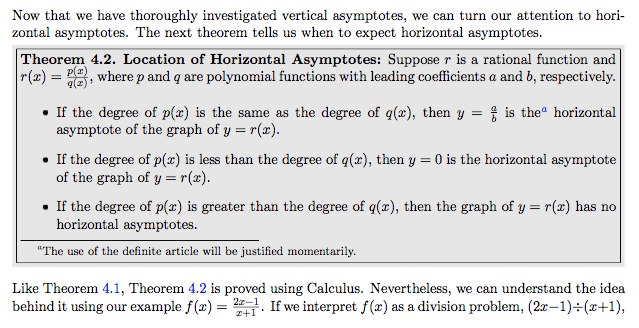 Now that we have thoroughly investigated vertical asymptotes, we can turn our attention to hori-
zontal asymptotes. The next theorem tells us when to expect horizontal asymptotes.
Theorem 4.2. Location of Horizontal Asymptotes: Suppose r is a rational function and
r(x) = p(x)/q(x), where p and q are polynomial functions with leading coefficients a and b, respectively.
• If the degree of p(x) is the same as the degree of q(x), then y = a/b is the^a horizontal
asymptote of the graph of y = r(x).
• If the degree of p(x) is less than the degree of q(x), then y = 0 is the horizontal asymptote
of the graph of y = r(x).
• If the degree of p(x) is greater than the degree of q(x), then the graph of y = r(x) has no
horizontal asymptotes.
^aThe use of the definite article will be justified momentarily.
Like Theorem 4.1, Theorem 4.2 is proved using Calculus. Nevertheless, we can understand the idea
behind it using our example f(x) = (2x−1)/(x+1). If we interpret f(x) as a division problem, (2x−1)÷(x+1),